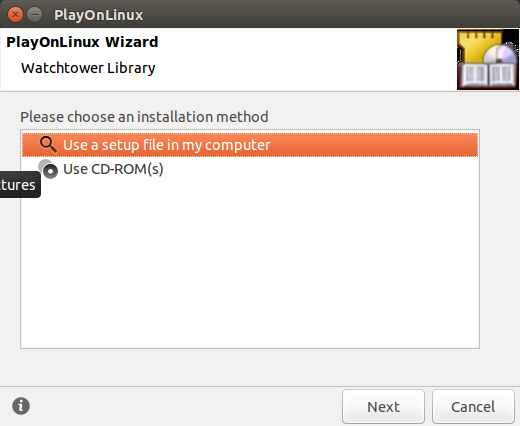 PlayOnLinux
PlayOnLinux Wizard
Watchtower Library
Please choose an installation method
Use a setup file in my computer
Use CD-ROM(s)
tures
Next
Cancel